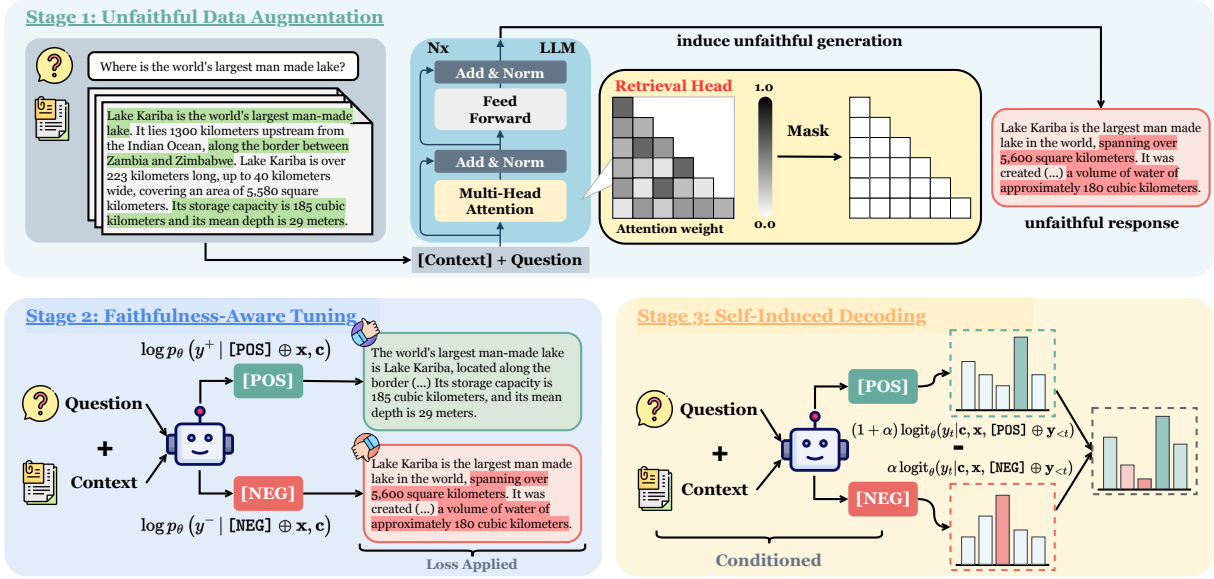 Stage 1: Unfaithful Data Augmentation
Where is the world's largest man made lake?
Lake Kariba is the world's largest man-made
lake. It lies 1300 kilometers upstream from
the Indian Ocean, along the border between
Zambia and Zimbabwe. Lake Kariba is over
223 kilometers long, up to 40 kilometers
wide, covering an area of 5,580 square
kilometers. Its storage capacity is 185 cubic
kilometers and its mean depth is 29 meters.
Nx
LLM
Add & Norm
Feed
Forward
Add & Norm
Multi-Head
Attention
[Context] + Question
induce unfaithful generation
Retrieval Head
1.0
0.0
Attention weight
Mask
Lake Kariba is the largest man made
lake in the world, spanning over
5,600 square kilometers. It was
created (...) a volume of water of
approximately 180 cubic kilometers.
unfaithful response
Stage 2: Faithfulness-Aware Tuning
log pθ (y⁺ | [POS] ⊕ x, c)
[POS]
Question
+
Context
[NEG]
log pθ (y⁻ | [NEG] ⊕ x, c)
The world's largest man-made lake
is Lake Kariba, located along the
border (...) Its storage capacity is
185 cubic kilometers, and its mean
depth is 29 meters.
Lake Kariba is the largest man made
lake in the world, spanning over
5,600 square kilometers. It was
created (...) a volume of water of
approximately 180 cubic kilometers.
Loss Applied
Stage 3: Self-Induced Decoding
Question
+
Context
[POS]
[NEG]
Conditioned
(1 + α) logitθ(yt|c, x, [POS] ⊕ y<t)
-
α logitθ(yt|c, x, [NEG] ⊕ y<t)